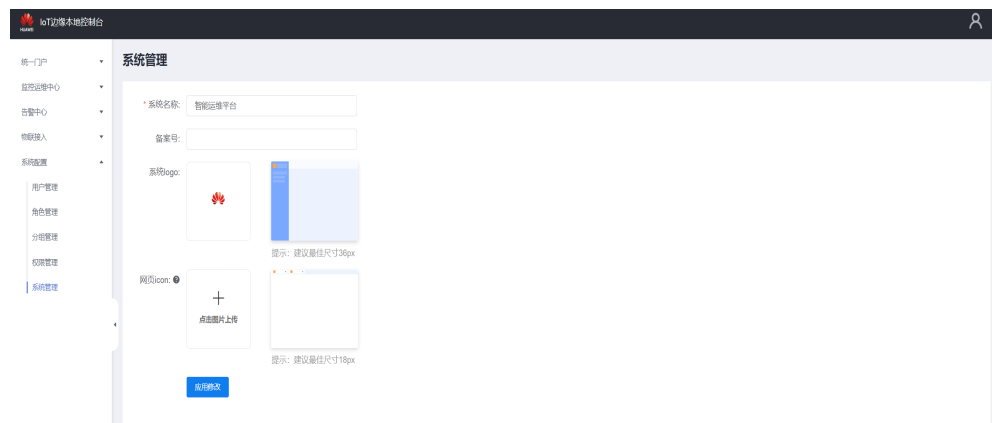 HUAWEI
IoT边缘本地控制台
统一门户
监控运维中心
告警中心
物联接入
系统配置
用户管理
角色管理
分组管理
权限管理
系统管理
系统管理
* 系统名称: 智能运维平台
备案号:
系统logo:
提示：建议最佳尺寸36px
网页icon:
点击图片上传
提示：建议最佳尺寸18px
应用修改